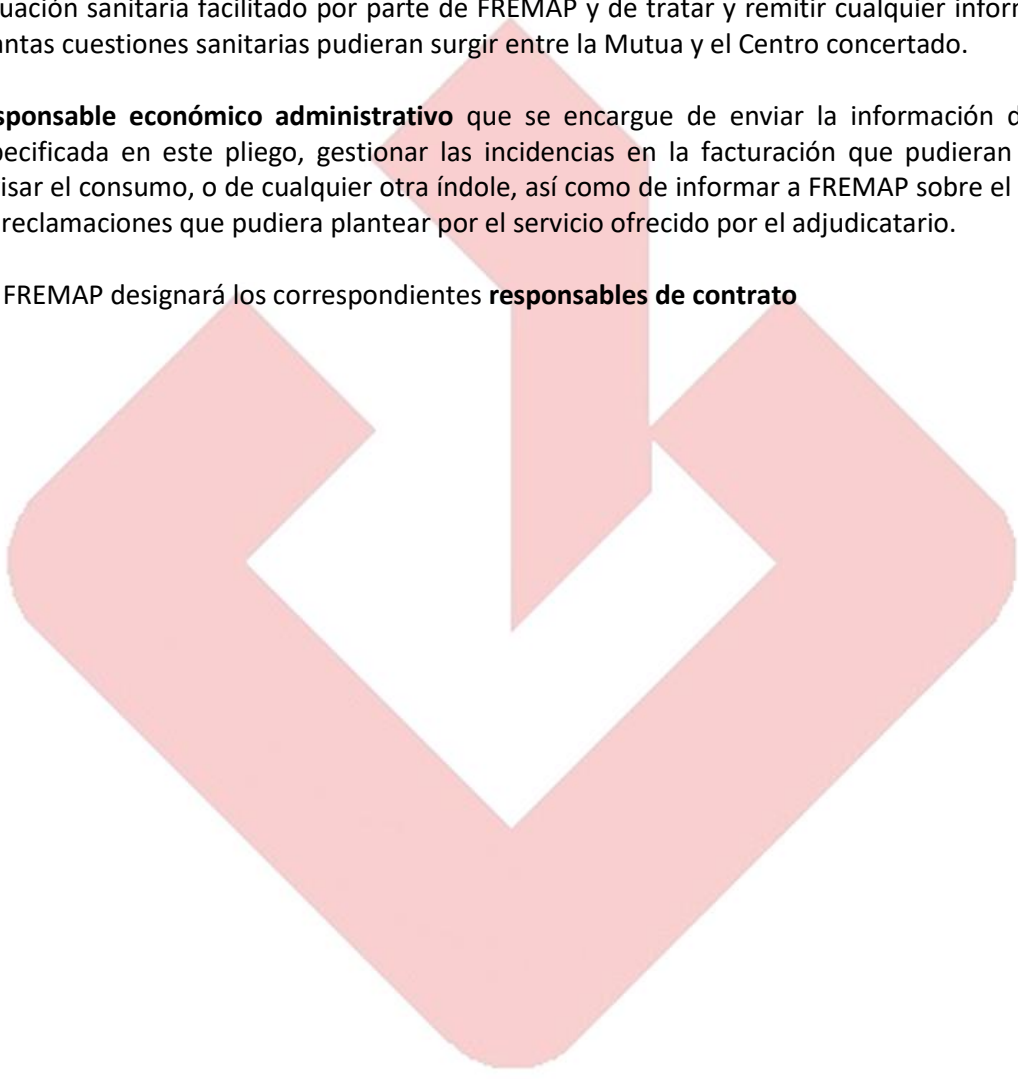 uación sanitaria facilitado por parte de FREMAP y de tratar y remitir cualquier inform
antas cuestiones sanitarias pudieran surgir entre la Mutua y el Centro concertado.
sponsable económico administrativo que se encargue de enviar la información d
pecificada en este pliego, gestionar las incidencias en la facturación que pudieran
isar el consumo, o de cualquier otra índole, así como de informar a FREMAP sobre el
reclamaciones que pudiera plantear por el servicio ofrecido por el adjudicatario.
FREMAP designará los correspondientes responsables de contrato